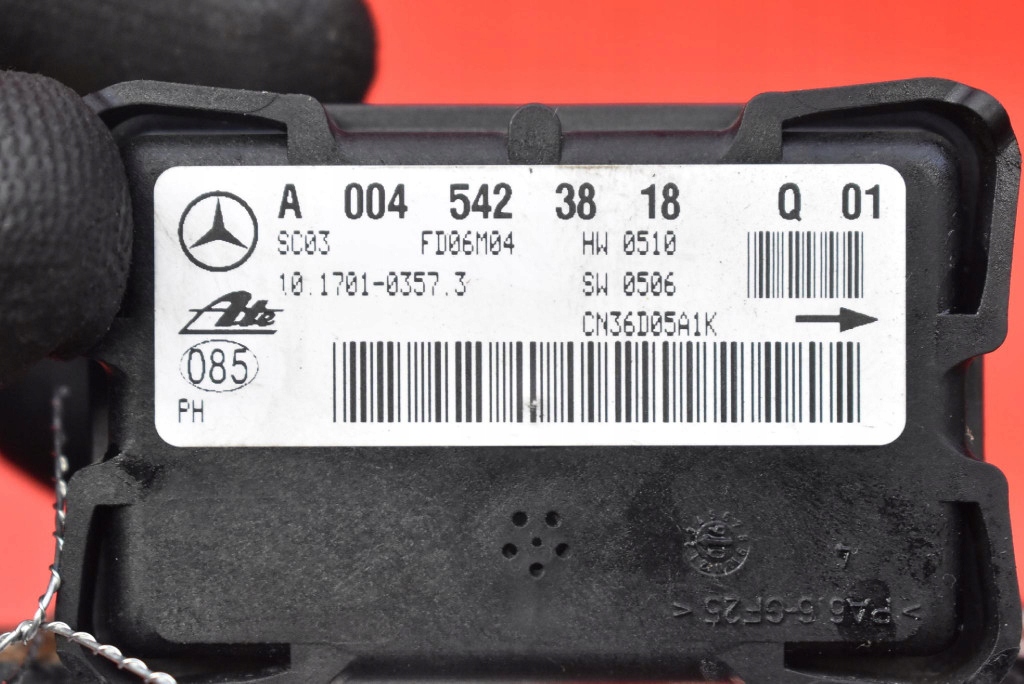 A 004 542 38 18 Q 01
SC03 FD06M04 HW 0510
10.1701-0357.3 SW 0506
Ate CN36D05A1K
085
PH
>PA6.6-GF25<